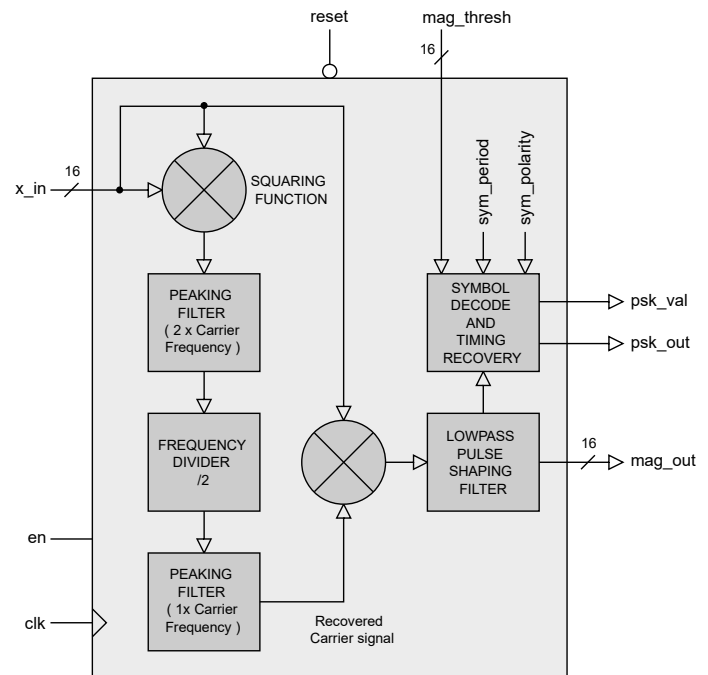 reset
mag_thresh
16
x_in
16
SQUARING
FUNCTION
sym_period
sym_polarity
PEAKING
FILTER
( 2 x Carrier
Frequency )
SYMBOL
DECODE
AND
TIMING
RECOVERY
psk_val
psk_out
FREQUENCY
DIVIDER
/2
LOWPASS
PULSE
SHAPING
FILTER
16
mag_out
en
PEAKING
FILTER
( 1x Carrier
Frequency )
clk
Recovered
Carrier signal